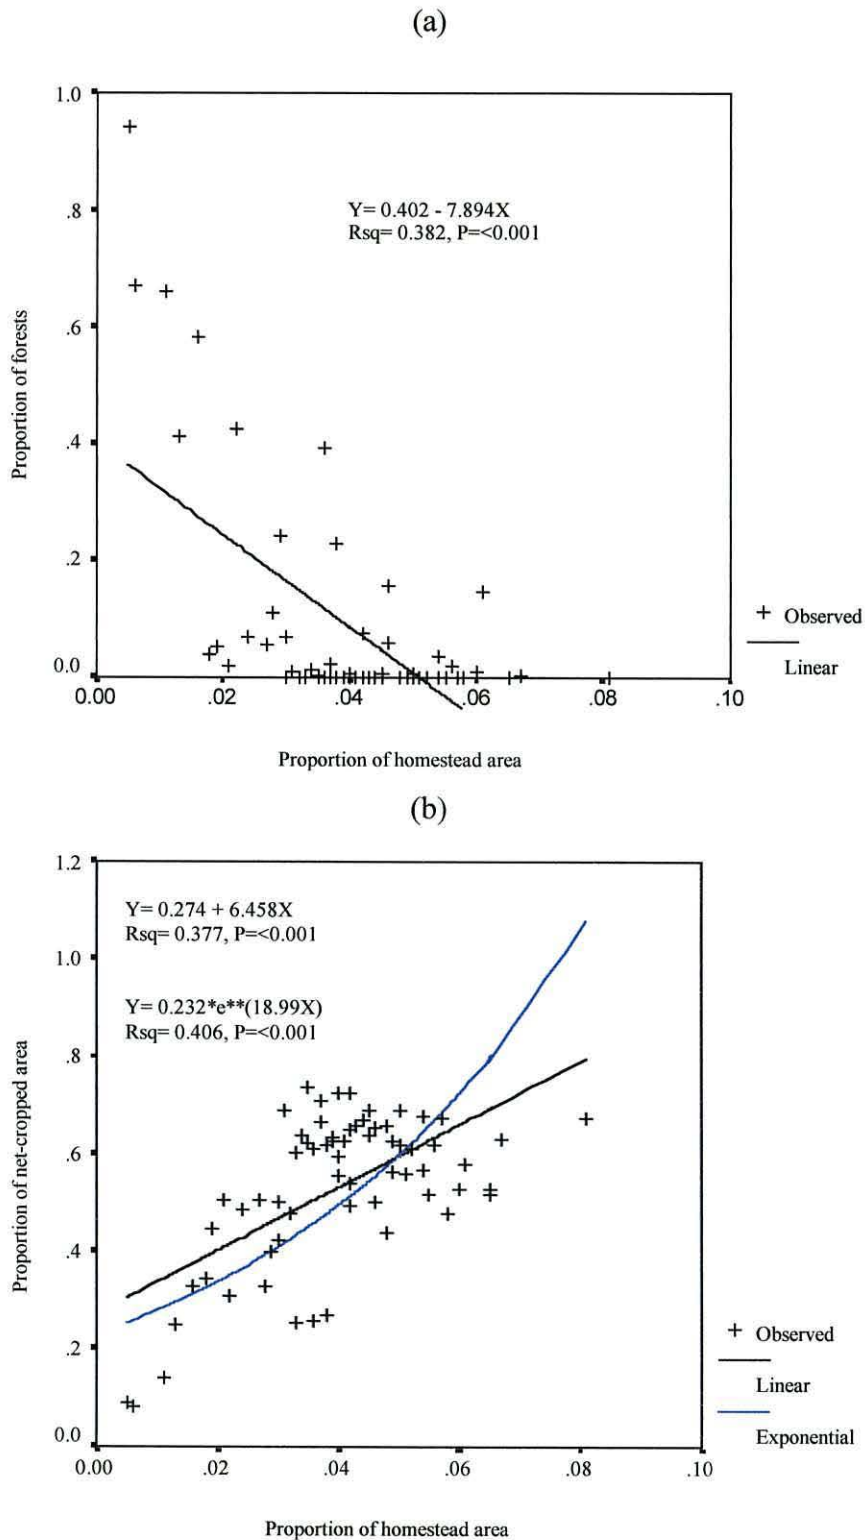 (a)
1.0
.8
.6
.4
.2
0.0
Proportion of forests
Y= 0.402 - 7.894X
Rsq= 0.382, P=<0.001
Observed
Linear
0.00 .02 .04 .06 .08 .10
Proportion of homestead area
(b)
1.2
1.0
.8
.6
.4
.2
0.0
Proportion of net-cropped area
Y= 0.274 + 6.458X
Rsq= 0.377, P=<0.001
Y= 0.232*e**(18.99X)
Rsq= 0.406, P=<0.001
Observed
Linear
Exponential
0.00 .02 .04 .06 .08 .10
Proportion of homestead area